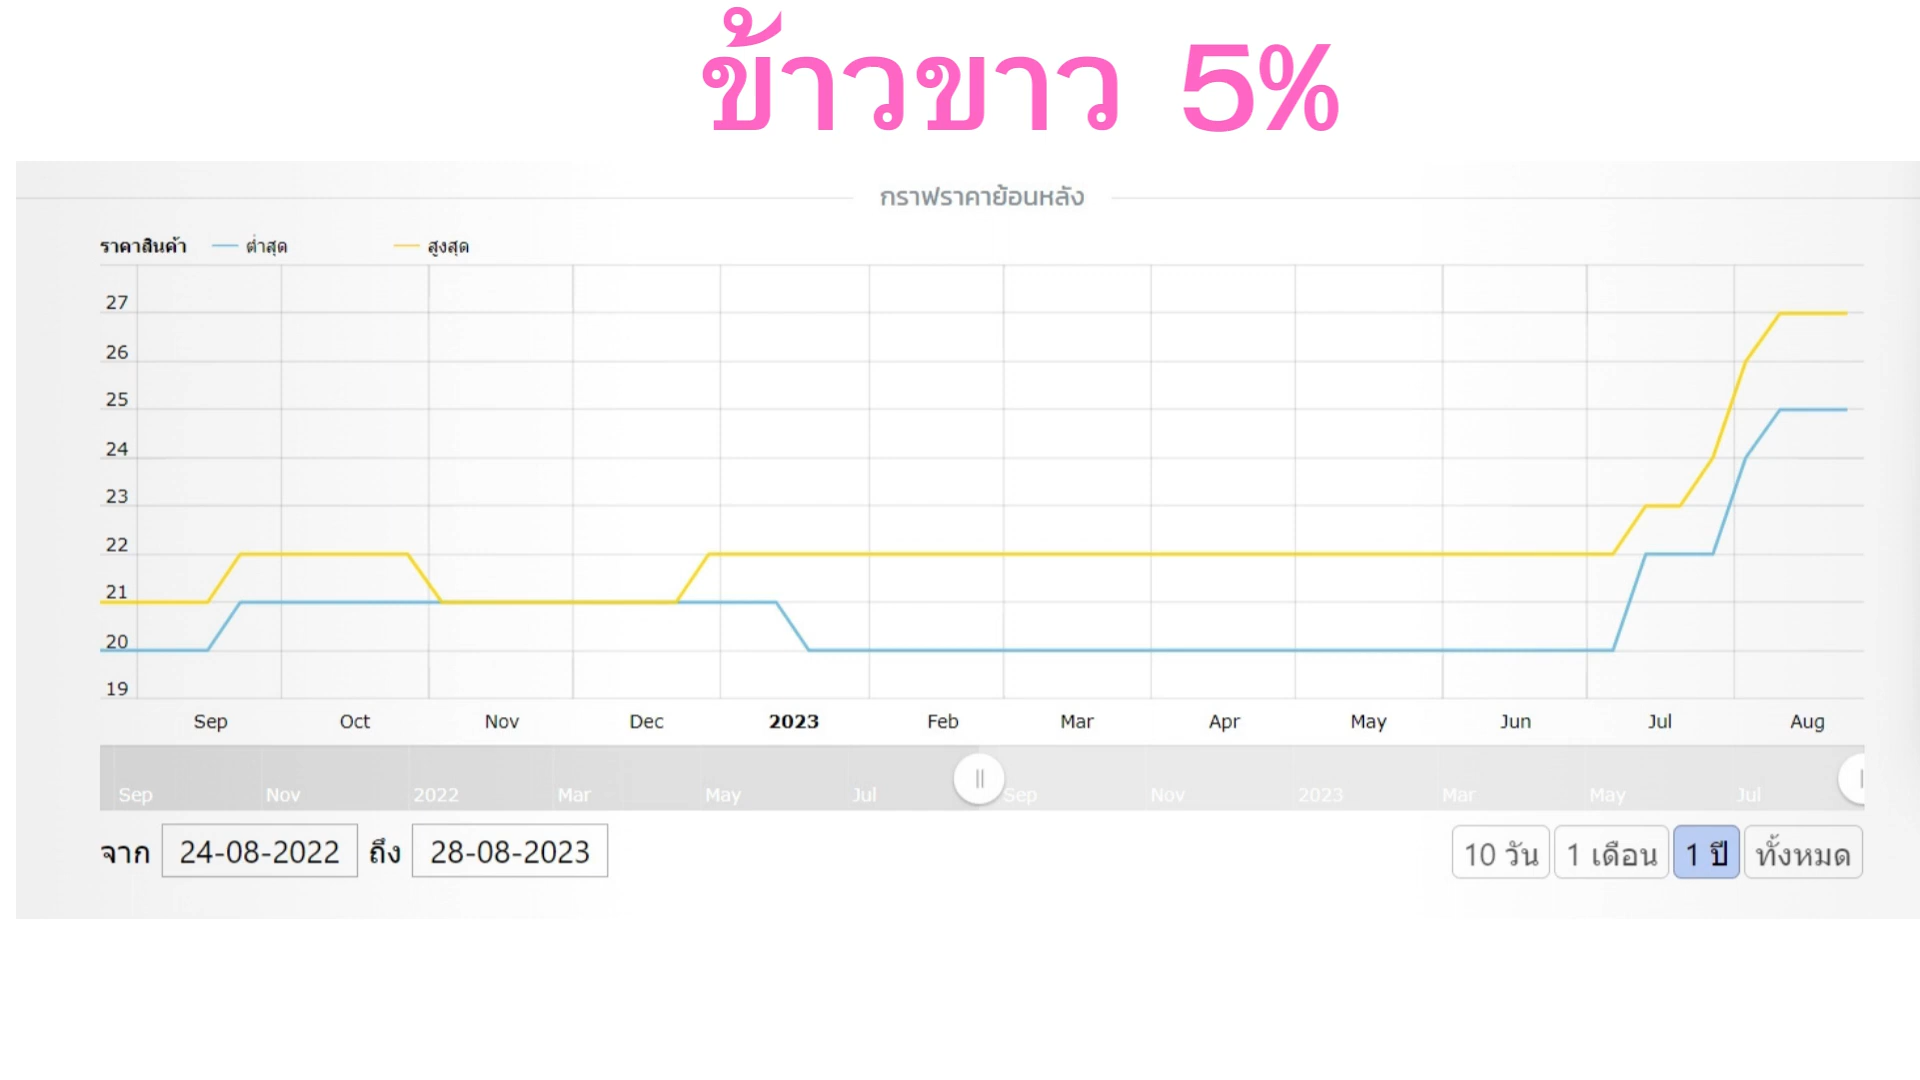 ข้าวขาว 5%
กราฟราคาย้อนหลัง
ราคาสินค้า ต่ำสุด สูงสุด
27
26
25
24
23
22
21
20
19
Sep Oct Nov Dec 2023 Feb Mar Apr May Jun Jul Aug
Sep Nov 2022 Mar May Jul Sep Nov 2023 Mar May Jul
จาก 24-08-2022 ถึง 28-08-2023 10 วัน 1 เดือน 1 ปี ทั้งหมด